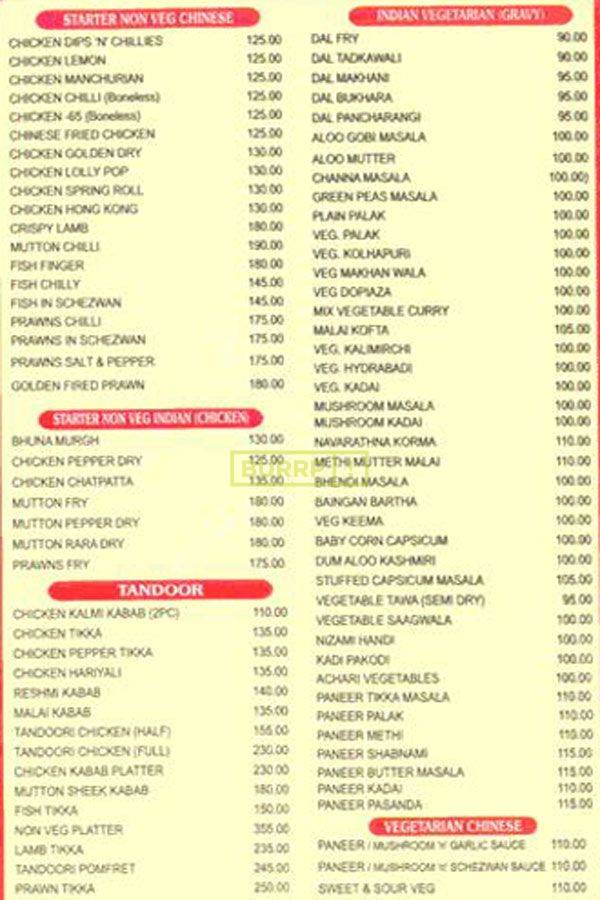 STARTER NON VEG CHINESE
CHICKEN DIPS 'N' CHILLIES 125.00
CHICKEN LEMON 125.00
CHICKEN MANCHURIAN 125.00
CHICKEN CHILLI (Boneless) 125.00
CHICKEN -65 (Boneless) 125.00
CHINESE FRIED CHICKEN 125.00
CHICKEN GOLDEN DRY 130.00
CHICKEN LOLLY POP 130.00
CHICKEN SPRING ROLL 130.00
CHICKEN HONG KONG 130.00
CRISPY LAMB 180.00
MUTTON CHILLI 190.00
FISH FINGER 180.00
FISH CHILLY 145.00
FISH IN SCHEZWAN 145.00
PRAWNS CHILLI 175.00
PRAWNS IN SCHEZWAN 175.00
PRAWNS SALT & PEPPER 175.00
GOLDEN FIRED PRAWN 180.00
STARTER NON VEG INDIAN (CHICKEN)
BHUNA MURGH 130.00
CHICKEN PEPPER DRY 125.00
CHICKEN CHATPATTA 135.00
MUTTON FRY 180.00
MUTTON PEPPER DRY 180.00
MUTTON RARA DRY 180.00
PRAWNS FRY 175.00
TANDOOR
CHICKEN KALMI KABAB (2PC) 110.00
CHICKEN TIKKA 135.00
CHICKEN PEPPER TIKKA 135.00
CHICKEN HARIYALI 135.00
RESHMI KABAB 140.00
MALAI KABAB 135.00
TANDOORI CHICKEN (HALF) 155.00
TANDOORI CHICKEN (FULL) 230.00
CHICKEN KABAB PLATTER 230.00
MUTTON SHEEK KABAB 180.00
FISH TIKKA 150.00
NON VEG PLATTER 355.00
LAMB TIKKA 235.00
TANDOORI POMFRET 245.00
PRAWN TIKKA 250.00
INDIAN VEGETARIAN (GRAVY)
DAL FRY 90.00
DAL TADKAWALI 90.00
DAL MAKHANI 95.00
DAL BUKHARA 95.00
DAL PANCHARANGI 95.00
ALOO GOBI MASALA 100.00
ALOO MUTTER 100.00
CHANNA MASALA 100.00)
GREEN PEAS MASALA 100.00
PLAIN PALAK 100.00
VEG. PALAK 100.00
VEG. KOLHAPURI 100.00
VEG MAKHAN WALA 100.00
VEG DOPIAZA 100.00
MIX VEGETABLE CURRY 100.00
MALAI KOFTA 105.00
VEG. KALIMIRCHI 100.00
VEG. HYDRABADI 100.00
VEG. KADAI 100.00
MUSHROOM MASALA 100.00
MUSHROOM KADAI 100.00
NAVARATHNA KORMA 110.00
METHI MUTTER MALAI 110.00
BHENDI MASALA 100.00
BAINGAN BARTHA 100.00
VEG KEEMA 100.00
BABY CORN CAPSICUM 100.00
DUM ALOO KASHMIRI 100.00
STUFFED CAPSICUM MASALA 105.00
VEGETABLE TAWA (SEMI DRY) 95.00
VEGETABLE SAAGWALA 100.00
NIZAMI HANDI 100.00
KADI PAKODI 100.00
ACHARI VEGETABLES 100.00
PANEER TIKKA MASALA 110.00
PANEER PALAK 110.00
PANEER METHI 110.00
PANEER SHABNAMI 115.00
PANEER BUTTER MASALA 115.00
PANEER KADAI 110.00
PANEER PASANDA 115.00
VEGETARIAN CHINESE
PANEER / MUSHROOM 'n' GARLIC SAUCE 110.00
PANEER / MUSHROOM 'n' SCHEZWAN SAUCE 110.00
SWEET & SOUR VEG 110.00